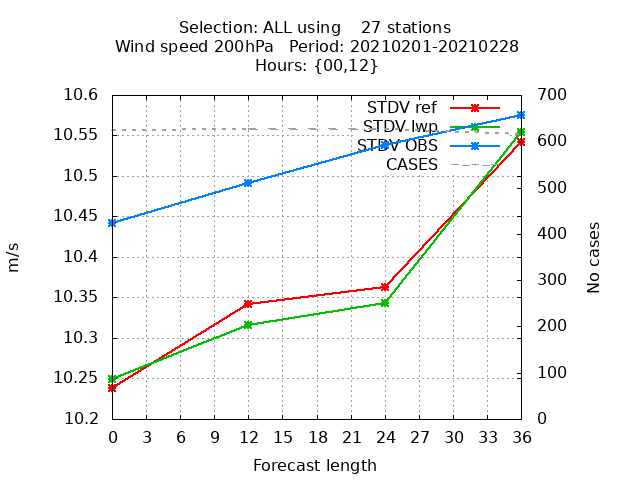 Selection: ALL using    27 stations
Wind speed 200hPa   Period: 20210201-20210228
Hours: {00,12}
10.6
10.55
10.5
10.45
10.4
10.35
10.3
10.25
10.2
m/s
STDV ref
STDV lwp
STDV OBS
CASES
700
600
500
400
300
200
100
0
No cases
0 3 6 9 12 15 18 21 24 27 30 33 36
Forecast length